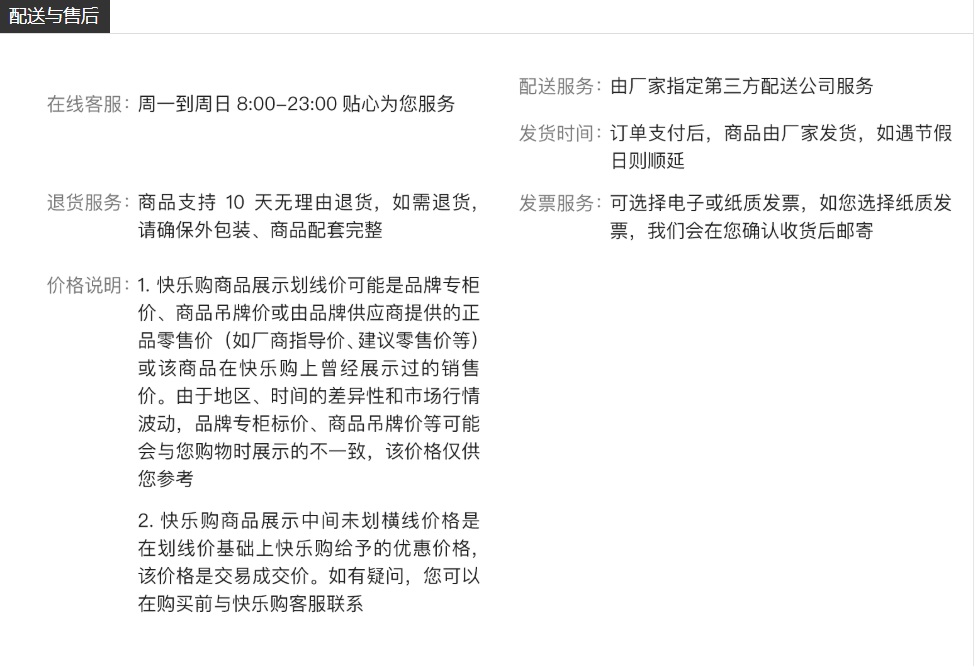 配送与售后
在线客服：周一到周日 8:00-23:00 贴心为您服务
退货服务：商品支持 10 天无理由退货，如需退货，
请确保外包装、商品配套完整
价格说明：1. 快乐购商品展示划线价可能是品牌专柜
价、商品吊牌价或由品牌供应商提供的正
品零售价（如厂商指导价、建议零售价等）
或该商品在快乐购上曾经展示过的销售
价。由于地区、时间的差异性和市场行情
波动，品牌专柜标价、商品吊牌价等可能
会与您购物时展示的不一致，该价格仅供
您参考
2. 快乐购商品展示中间未划横线价格是
在划线价基础上快乐购给予的优惠价格，
该价格是交易成交价。如有疑问，您可以
在购买前与快乐购客服联系
配送服务：由厂家指定第三方配送公司服务
发货时间：订单支付后，商品由厂家发货，如遇节假
日则顺延
发票服务：可选择电子或纸质发票，如您选择纸质发
票，我们会在您确认收货后邮寄